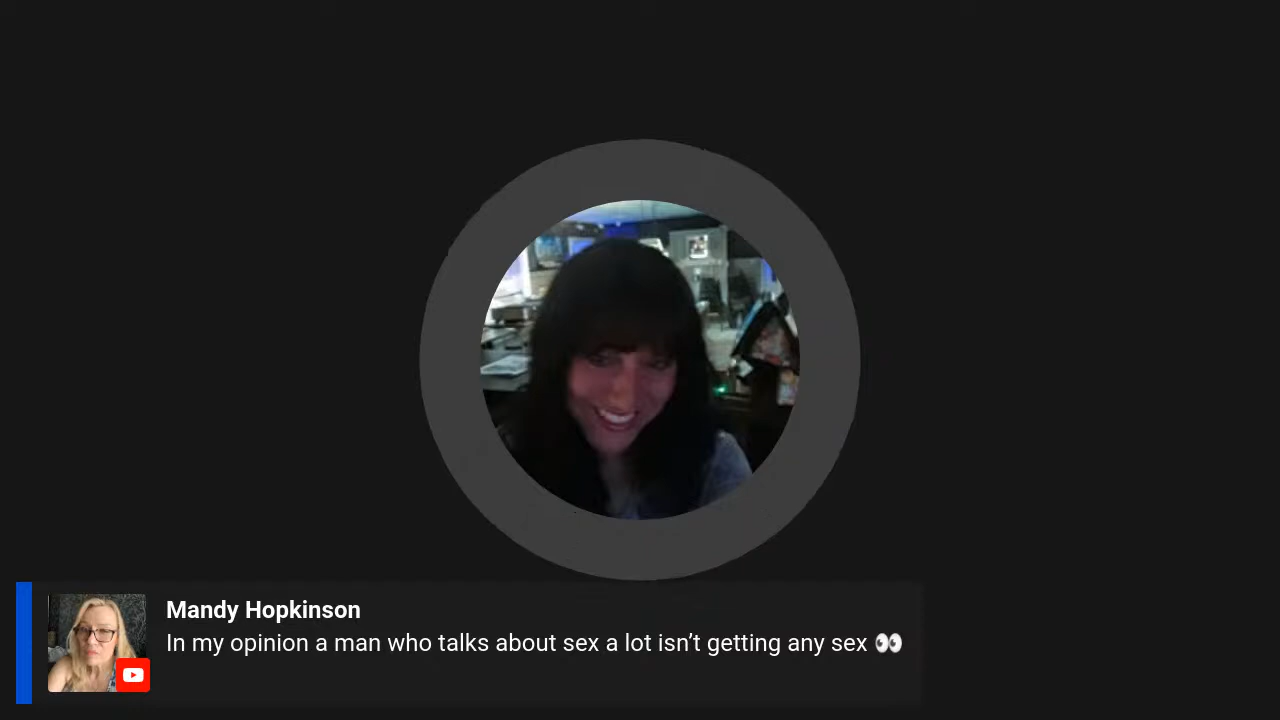 Mandy Hopkinson
In my opinion a man who talks about sex a lot isn’t getting any sex 👀